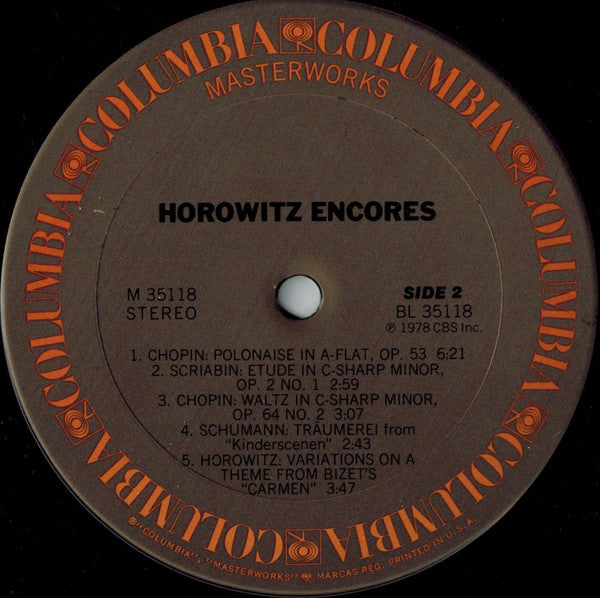 COLUMBIA COLUMBIA COLUMBIA COLUMBIA COLUMBIA COLUMBIA
MASTERWORKS
HOROWITZ ENCORES
M 35118
STEREO
SIDE 2
BL 35118
℗ 1978 CBS Inc.
1. CHOPIN: POLONAISE IN A-FLAT, OP. 53 6:21
2. SCRIABIN: ETUDE IN C-SHARP MINOR,
OP. 2 NO. 1 2:59
3. CHOPIN: WALTZ IN C-SHARP MINOR,
OP. 64 NO. 2 3:07
4. SCHUMANN: TRÄUMEREI from
"Kinderscenen" 2:43
5. HOROWITZ: VARIATIONS ON A
THEME FROM BIZET'S
"CARMEN" 3:47
®"COLUMBIA", "MASTERWORKS" MARCAS REG. PRINTED IN U.S.A.